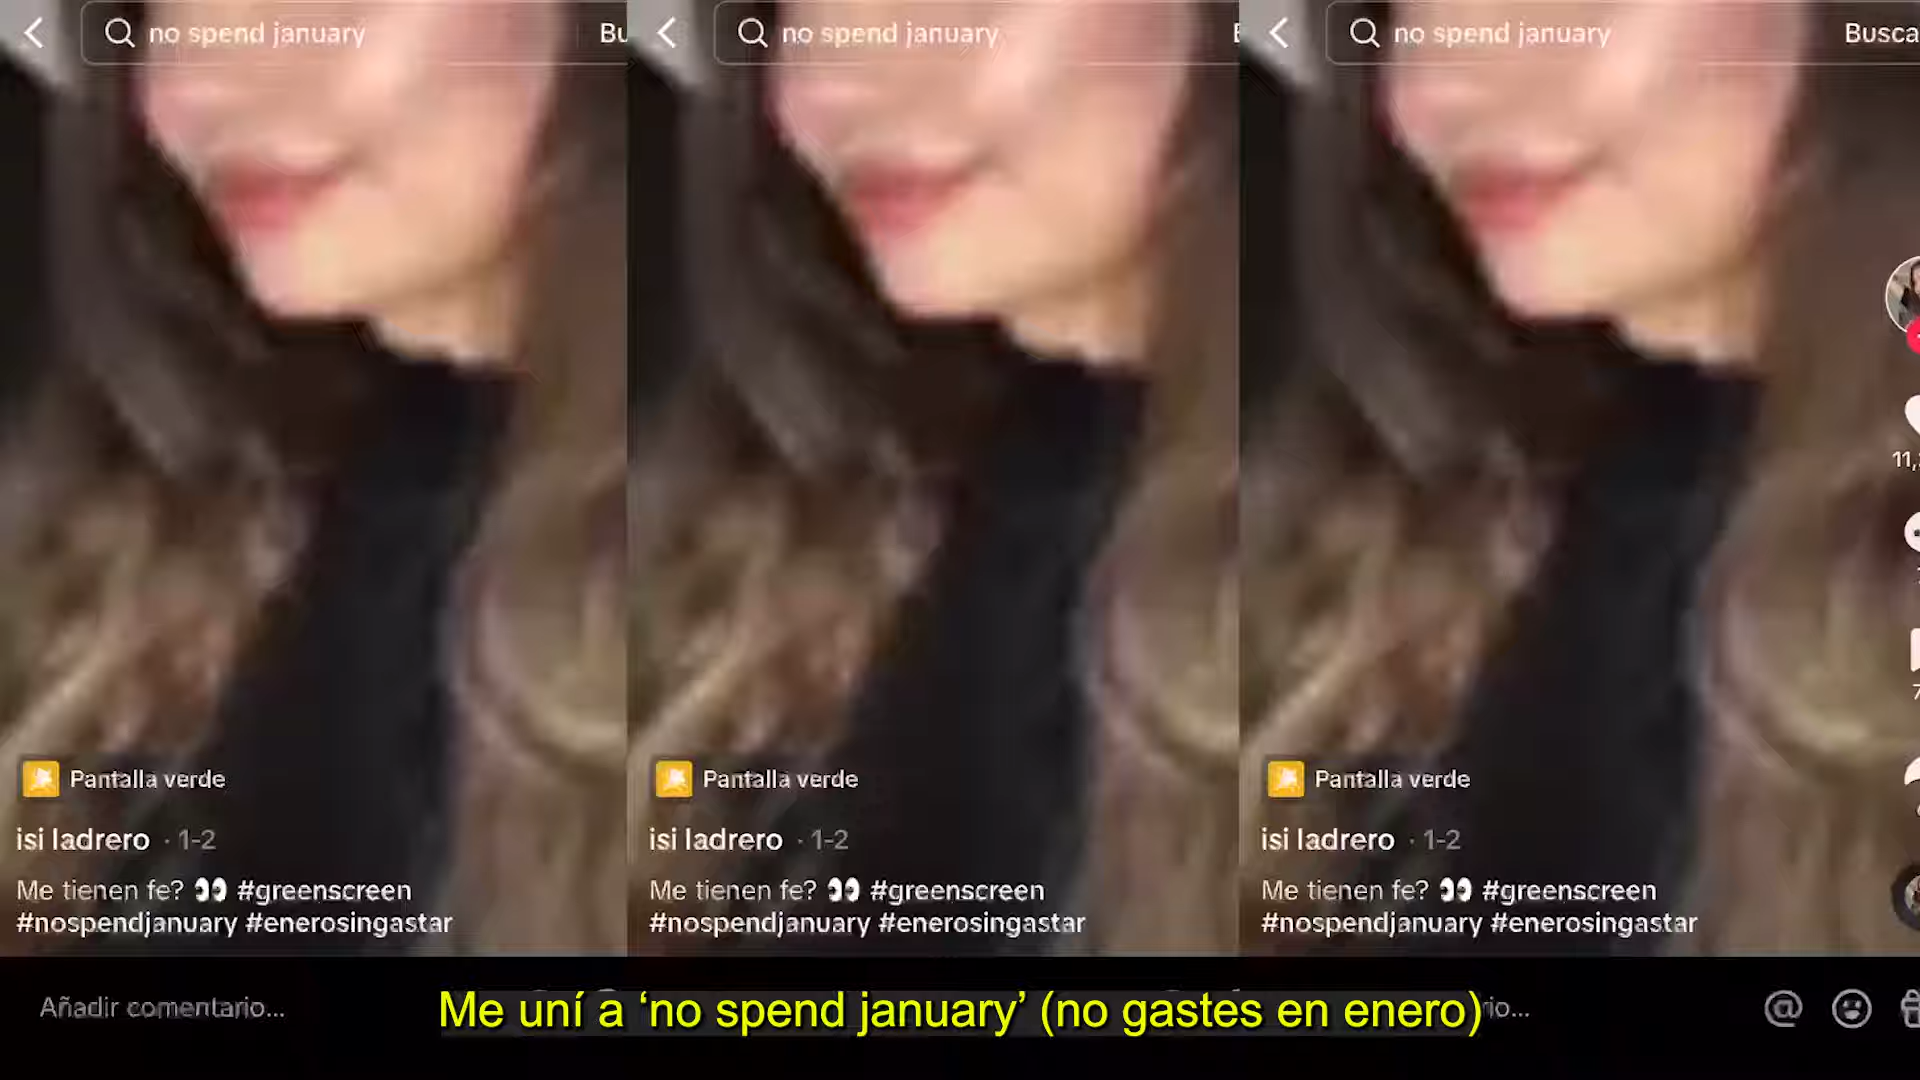 no spend january
Bu
no spend january
no spend january
Busca
11,
Pantalla verde
Pantalla verde
Pantalla verde
isi ladrero · 1-2
isi ladrero · 1-2
isi ladrero · 1-2
Me tienen fe? 👀 #greenscreen
#nospendjanuary #enerosingastar
Me tienen fe? 👀 #greenscreen
#nospendjanuary #enerosingastar
Me tienen fe? 👀 #greenscreen
#nospendjanuary #enerosingastar
Añadir comentario...
Me uní a ‘no spend january’ (no gastes en enero)
io...